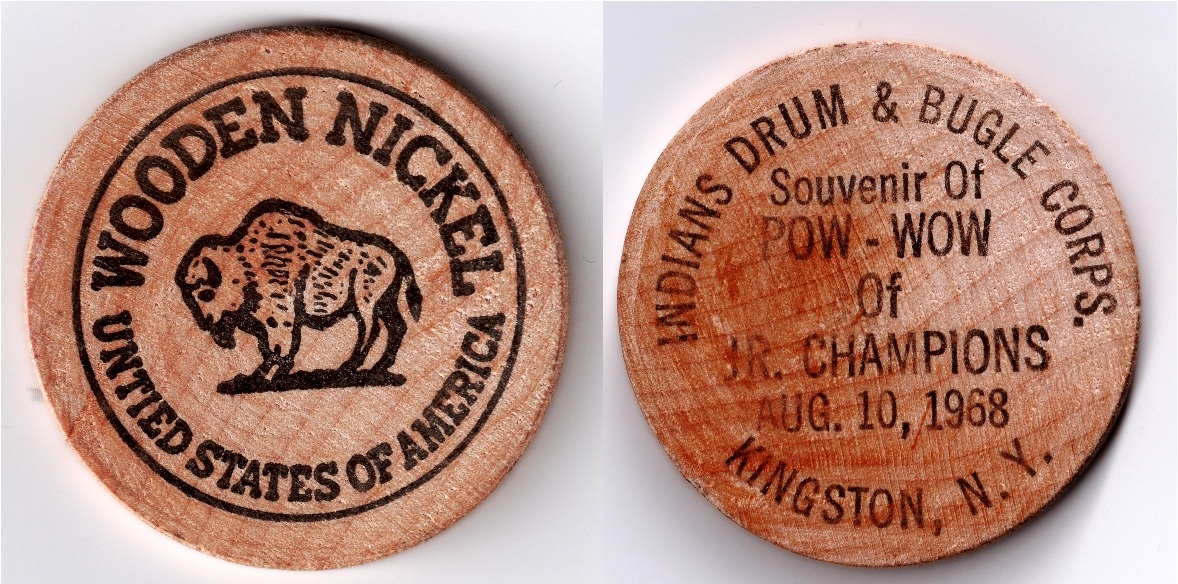 WOODEN NICKEL
UNTIED STATES OF AMERICA
INDIANS DRUM & BUGLE CORPS.
Souvenir Of
POW - WOW
Of
JR. CHAMPIONS
AUG. 10, 1968
KINGSTON, N. Y.